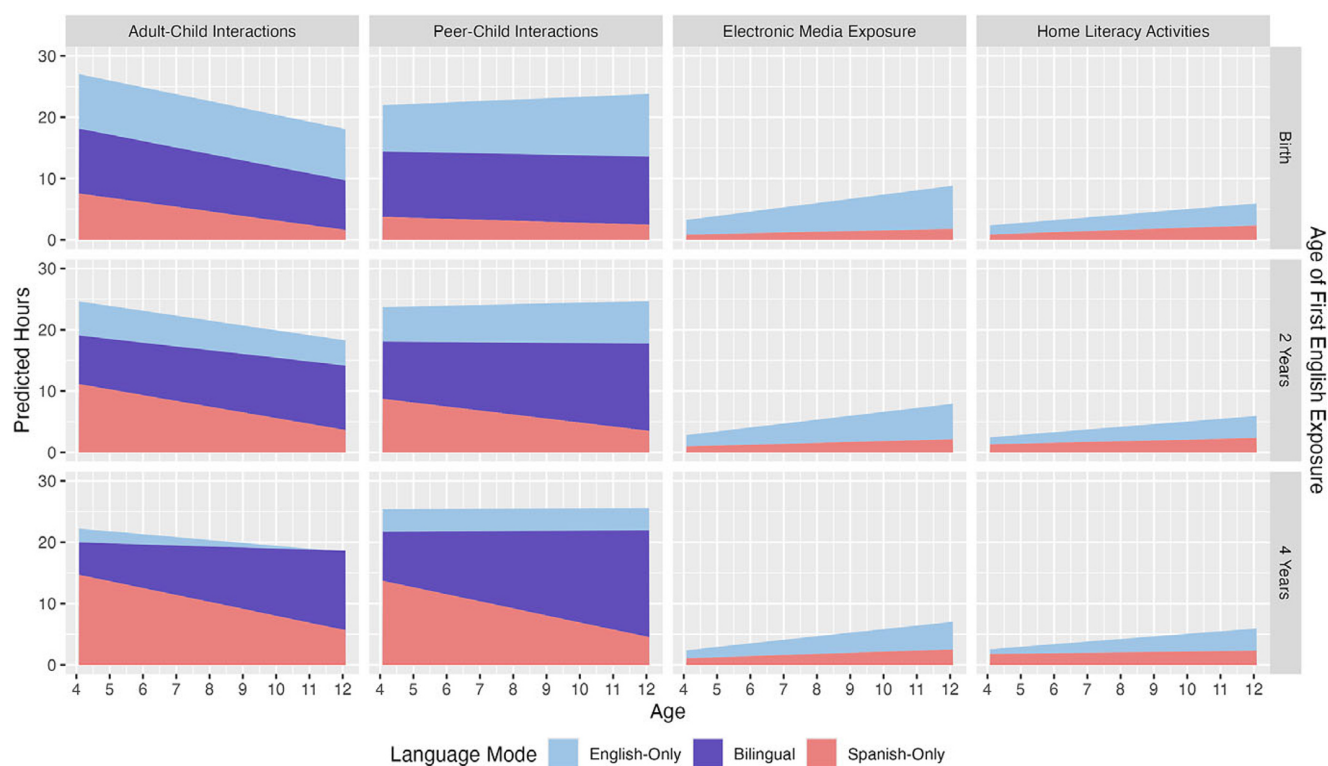 Adult-Child Interactions
Peer-Child Interactions
Electronic Media Exposure
Home Literacy Activities
30
20
10
0
Birth
30
20
10
0
2 Years
30
20
10
0
4 Years
Predicted Hours
Age of First English Exposure
4 5 6 7 8 9 10 11 12
4 5 6 7 8 9 10 11 12
4 5 6 7 8 9 10 11 12
4 5 6 7 8 9 10 11 12
Age
Language Mode English-Only Bilingual Spanish-Only